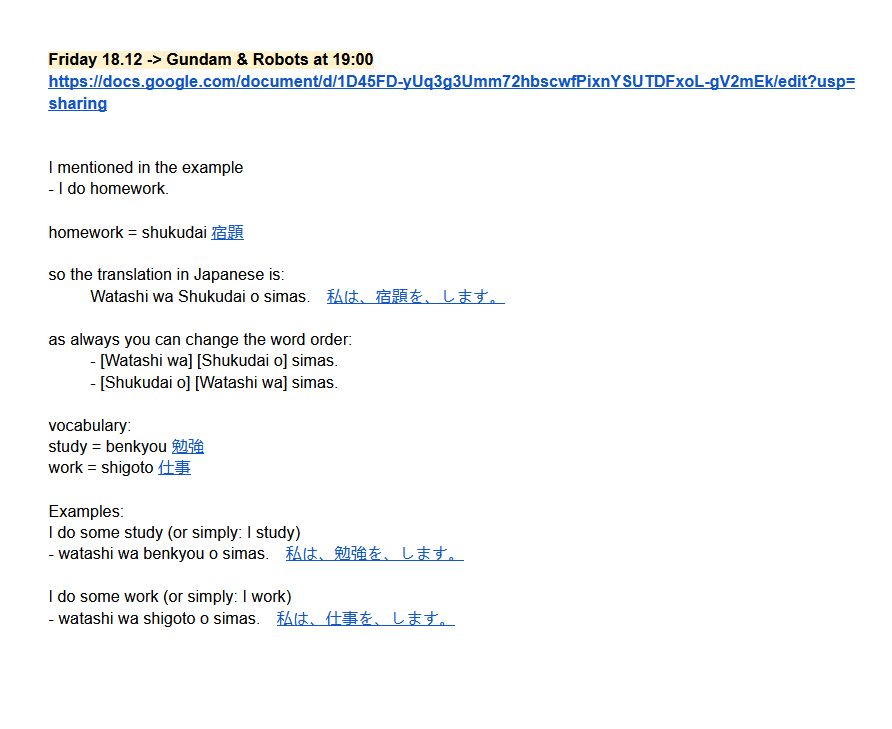 Friday 18.12 -> Gundam & Robots at 19:00
https://docs.google.com/document/d/1D45FD-yUq3g3Umm72hbscwfPixnYSUTDFxoL-gV2mEk/edit?usp=
sharing
I mentioned in the example
- I do homework.
homework = shukudai 宿題
so the translation in Japanese is:
Watashi wa Shukudai o simas. 私は、宿題を、します。
as always you can change the word order:
- [Watashi wa] [Shukudai o] simas.
- [Shukudai o] [Watashi wa] simas.
vocabulary:
study = benkyou 勉強
work = shigoto 仕事
Examples:
I do some study (or simply: I study)
- watashi wa benkyou o simas. 私は、勉強を、します。
I do some work (or simply: I work)
- watashi wa shigoto o simas. 私は、仕事を、します。